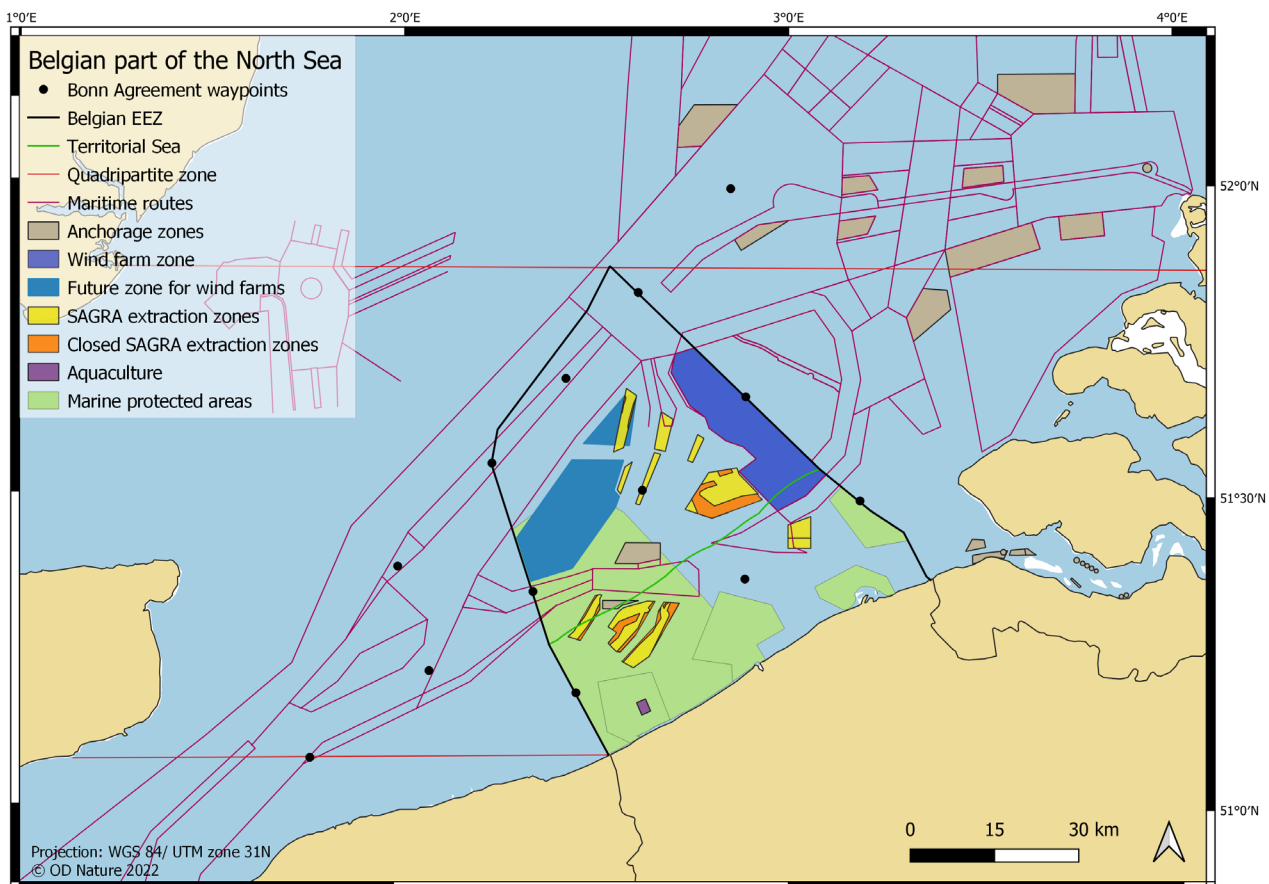 1°0'E 2°0'E 3°0'E 4°0'E
Belgian part of the North Sea
Bonn Agreement waypoints
Belgian EEZ
Territorial Sea
Quadripartite zone
Maritime routes
Anchorage zones
Wind farm zone
Future zone for wind farms
SAGRA extraction zones
Closed SAGRA extraction zones
Aquaculture
Marine protected areas
52°0'N
51°30'N
51°0'N
0 15 30 km
Projection: WGS 84/ UTM zone 31N
© OD Nature 2022